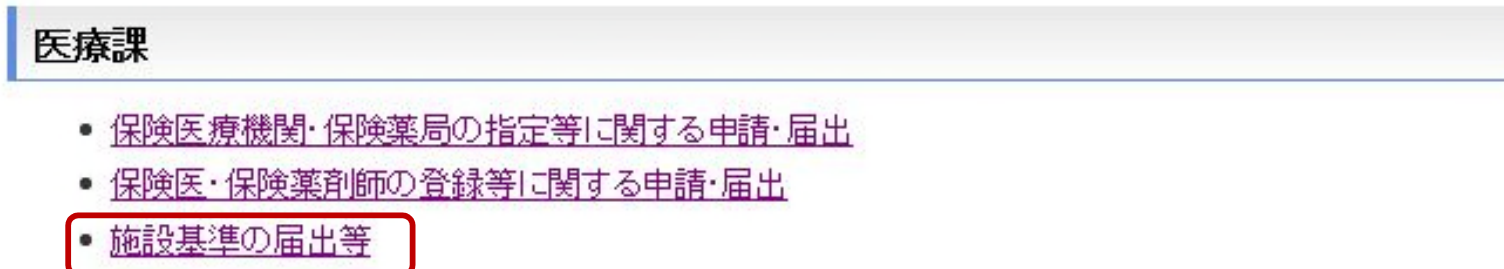 医療課
• 保険医療機関・保険薬局の指定等に関する申請・届出
• 保険医・保険薬剤師の登録等に関する申請・届出
• 施設基準の届出等